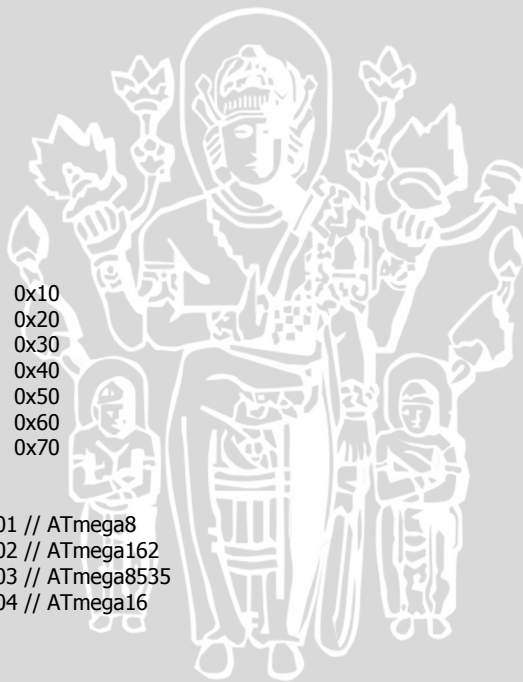 0x10
0x20
0x30
0x40
0x50
0x60
0x70
01 // ATmega8
02 // ATmega162
03 // ATmega8535
04 // ATmega16